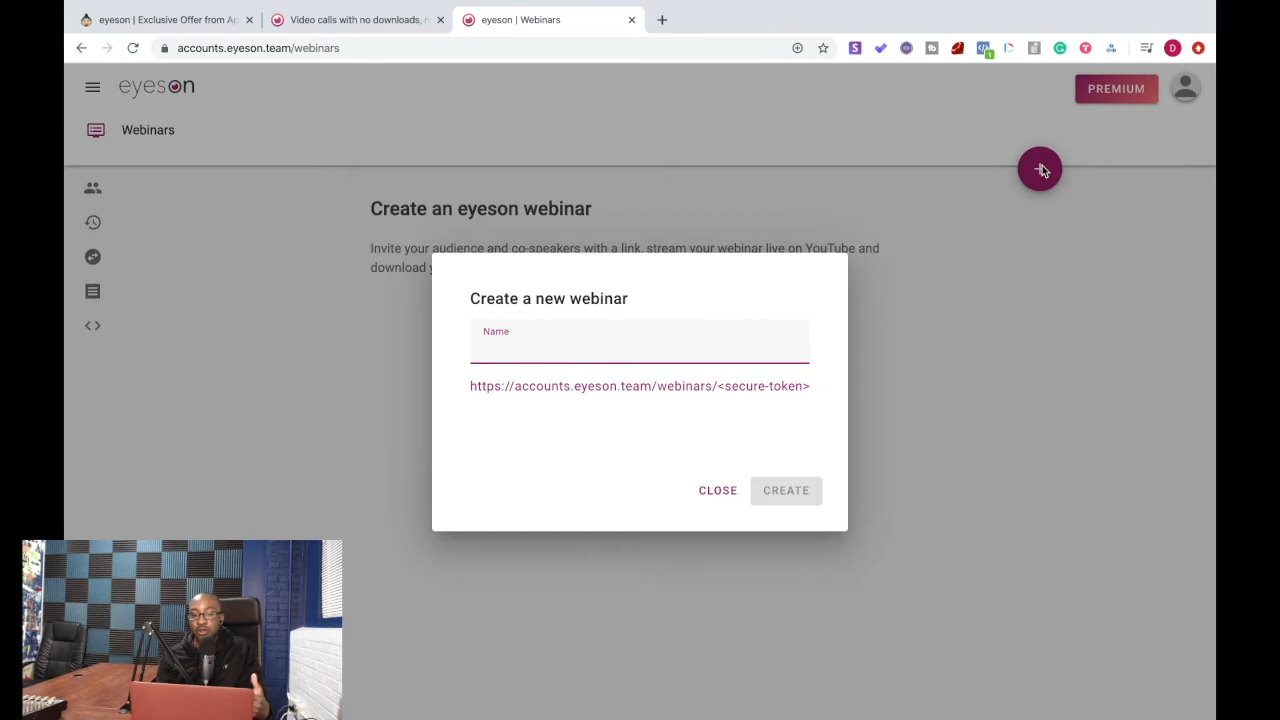 eyeson | Exclusive Offer from Ap
Video calls with no downloads, n
eyeson | Webinars
accounts.eyeson.team/webinars
eyeson
PREMIUM
Webinars
Create an eyeson webinar
Invite your audience and co-speakers with a link, stream your webinar live on YouTube and
download y
Create a new webinar
Name
https://accounts.eyeson.team/webinars/<secure-token>
CLOSE
CREATE